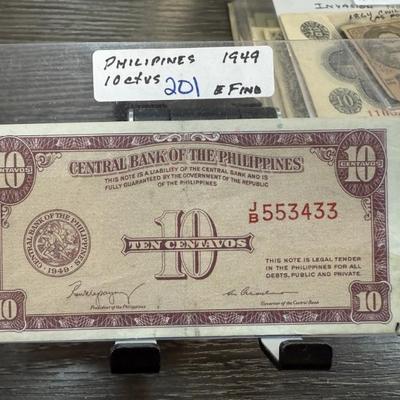 PHILIPINES 1949
10 ctvs 201 E FIND
INVASION
10
10
CENTRAL BANK OF THE PHILIPPINES
THIS NOTE IS A LIABILITY OF THE CENTRAL BANK AND IS
FULLY GUARANTEED BY THE GOVERNMENT OF THE REPUBLIC
OF THE PHILIPPINES
CENTAVOS
CENTAVOS
J/B 553433
CENTRAL BANK OF THE PHILIPPINES
1949
10
TEN CENTAVOS
THIS NOTE IS LEGAL TENDER
IN THE PHILIPPINES FOR ALL
DEBTS, PUBLIC AND PRIVATE.
President of the Philippines
Governor of the Central Bank
10
10